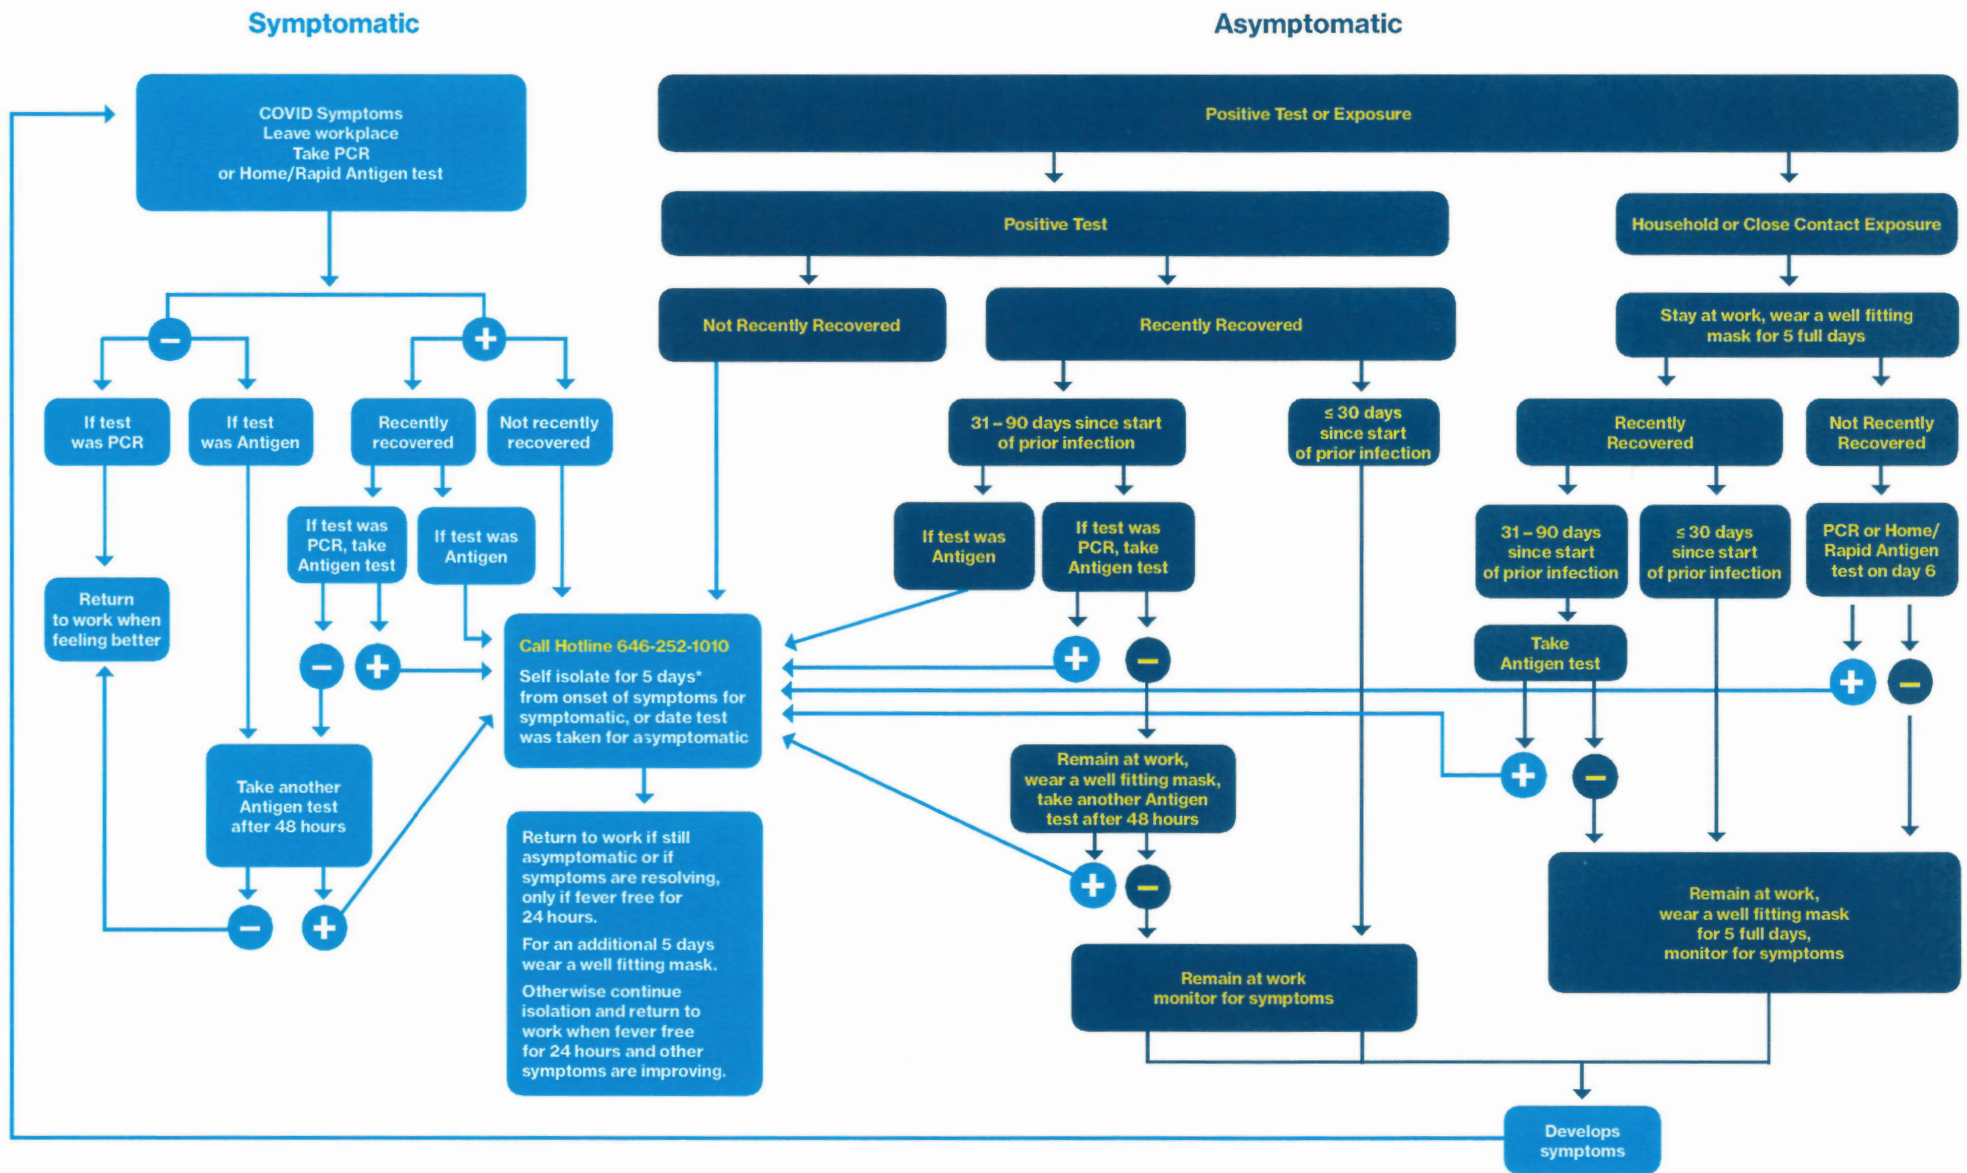 Symptomatic
COVID Symptoms
Leave workplace
Take PCR
or Home/Rapid Antigen test
−
+
If test
was PCR
If test
was Antigen
Recently
recovered
Not recently
recovered
If test was
PCR, take
Antigen test
If test was
Antigen
Return
to work when
feeling better
−
+
Take another
Antigen test
after 48 hours
−
+
Call Hotline 646-252-1010
Self isolate for 5 days*
from onset of symptoms for
symptomatic, or date test
was taken for asymptomatic
Return to work if still
asymptomatic or if
symptoms are resolving,
only if fever free for
24 hours.
For an additional 5 days
wear a well fitting mask.
Otherwise continue
isolation and return to
work when fever free
for 24 hours and other
symptoms are improving.
Asymptomatic
Positive Test or Exposure
Positive Test
Not Recently Recovered
Recently Recovered
31–90 days since start
of prior infection
≤ 30 days
since start
of prior infection
If test was
Antigen
If test was
PCR, take
Antigen test
+
−
Remain at work,
wear a well fitting mask,
take another Antigen
test after 48 hours
+
−
Remain at work
monitor for symptoms
Household or Close Contact Exposure
Stay at work, wear a well fitting
mask for 5 full days
Recently
Recovered
Not Recently
Recovered
31–90 days
since start
of prior infection
≤ 30 days
since start
of prior infection
PCR or Home/
Rapid Antigen
test on day 6
Take
Antigen test
+
−
+
−
Remain at work,
wear a well fitting mask
for 5 full days,
monitor for symptoms
Develops
symptoms